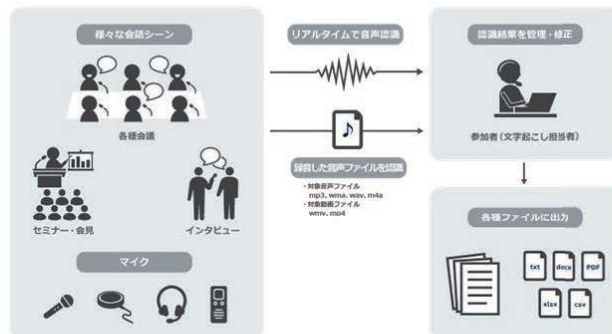 様々な会話シーン
各種会議
セミナー・会見
インタビュー
マイク
リアルタイムで音声認識
録音した音声ファイルを認識
・対象音声ファイル
mp3、wma、wav、m4a
・対象動画ファイル
wmv、mp4
認識結果を管理・修正
参加者(文字起こし担当者)
各種ファイルに出力
txt
docx
PDF
xlsx
csv